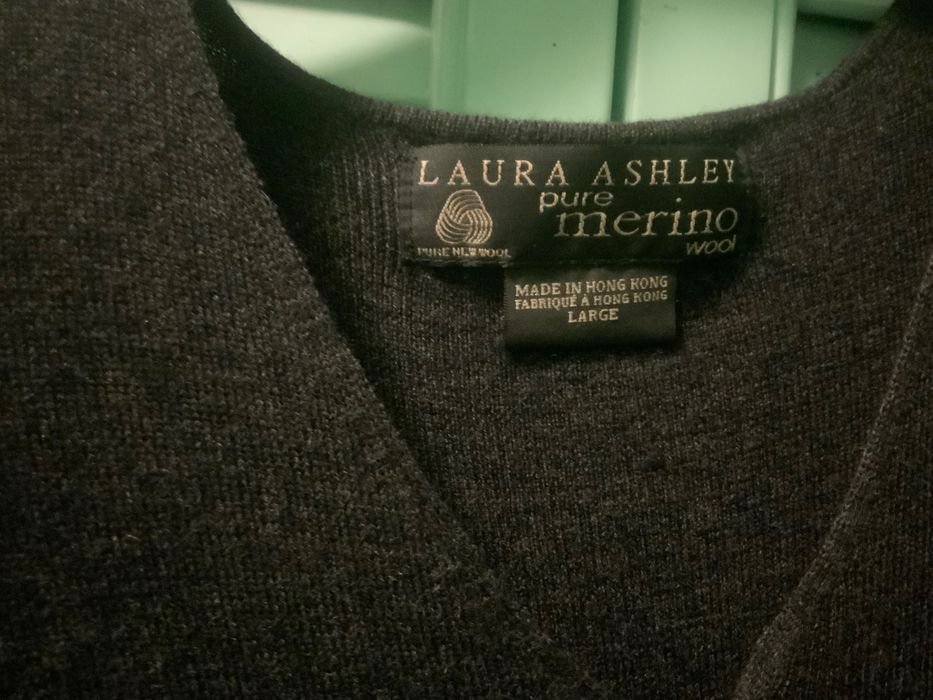 LAURA ASHLEY
pure
merino
wool
PURE NEW WOOL
MADE IN HONG KONG
FABRIQUÉ À HONG KONG
LARGE